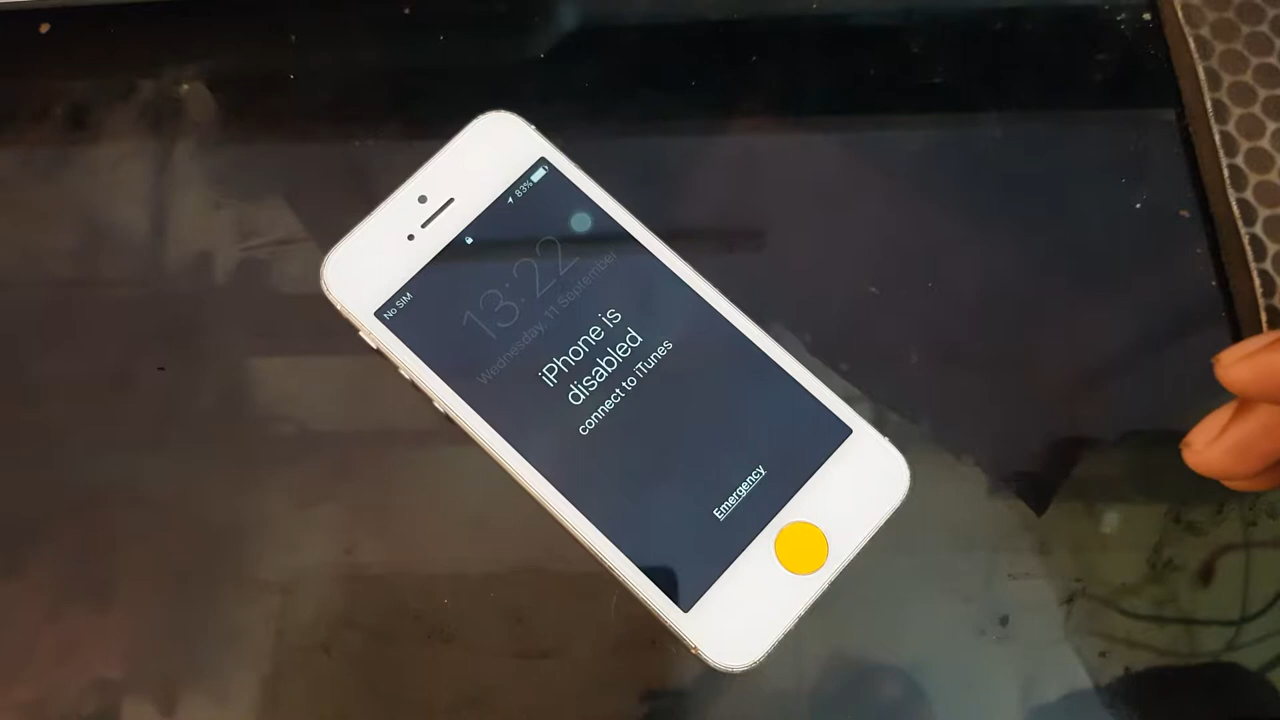 No SIM
83%
13:22
Wednesday, 11 September
iPhone is
disabled
connect to iTunes
Emergency